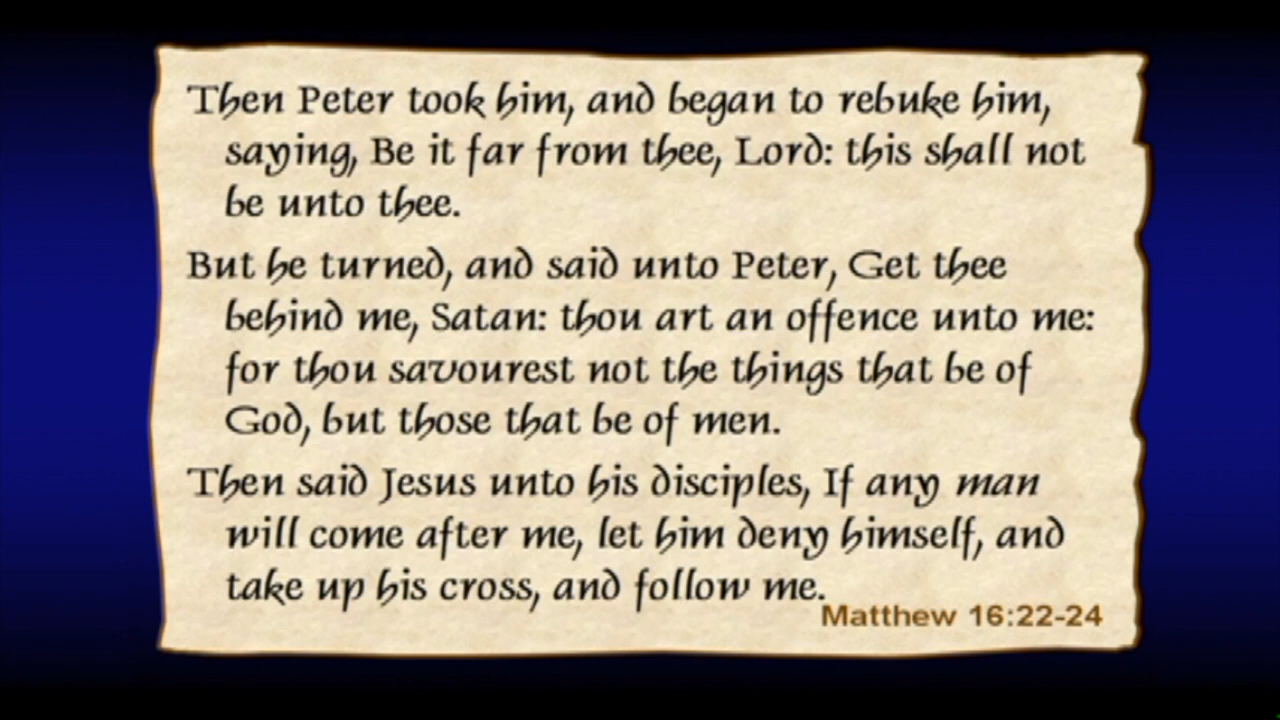 Then Peter took him, and began to rebuke him,
saying, Be it far from thee, Lord: this shall not
be unto thee.
But he turned, and said unto Peter, Get thee
behind me, Satan: thou art an offence unto me:
for thou savourest not the things that be of
God, but those that be of men.
Then said Jesus unto his disciples, If any man
will come after me, let him deny himself, and
take up his cross, and follow me.
Matthew 16:22-24